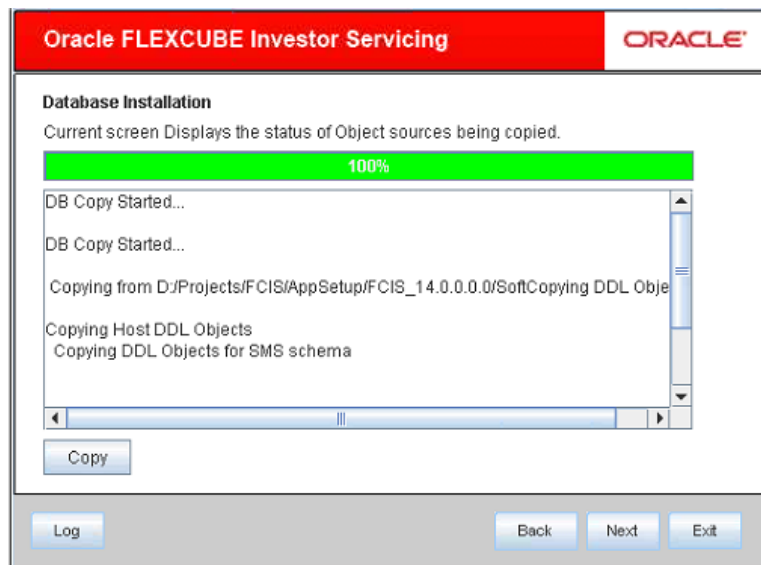 Oracle FLEXCUBE Investor Servicing
ORACLE
Database Installation
Current screen Displays the status of Object sources being copied.
100%
DB Copy Started...
DB Copy Started...
Copying from D:/Projects/FCIS/AppSetup/FCIS_14.0.0.0.0/SoftCopying DDL Obje
Copying Host DDL Objects
Copying DDL Objects for SMS schema
Copy
Log
Back
Next
Exit